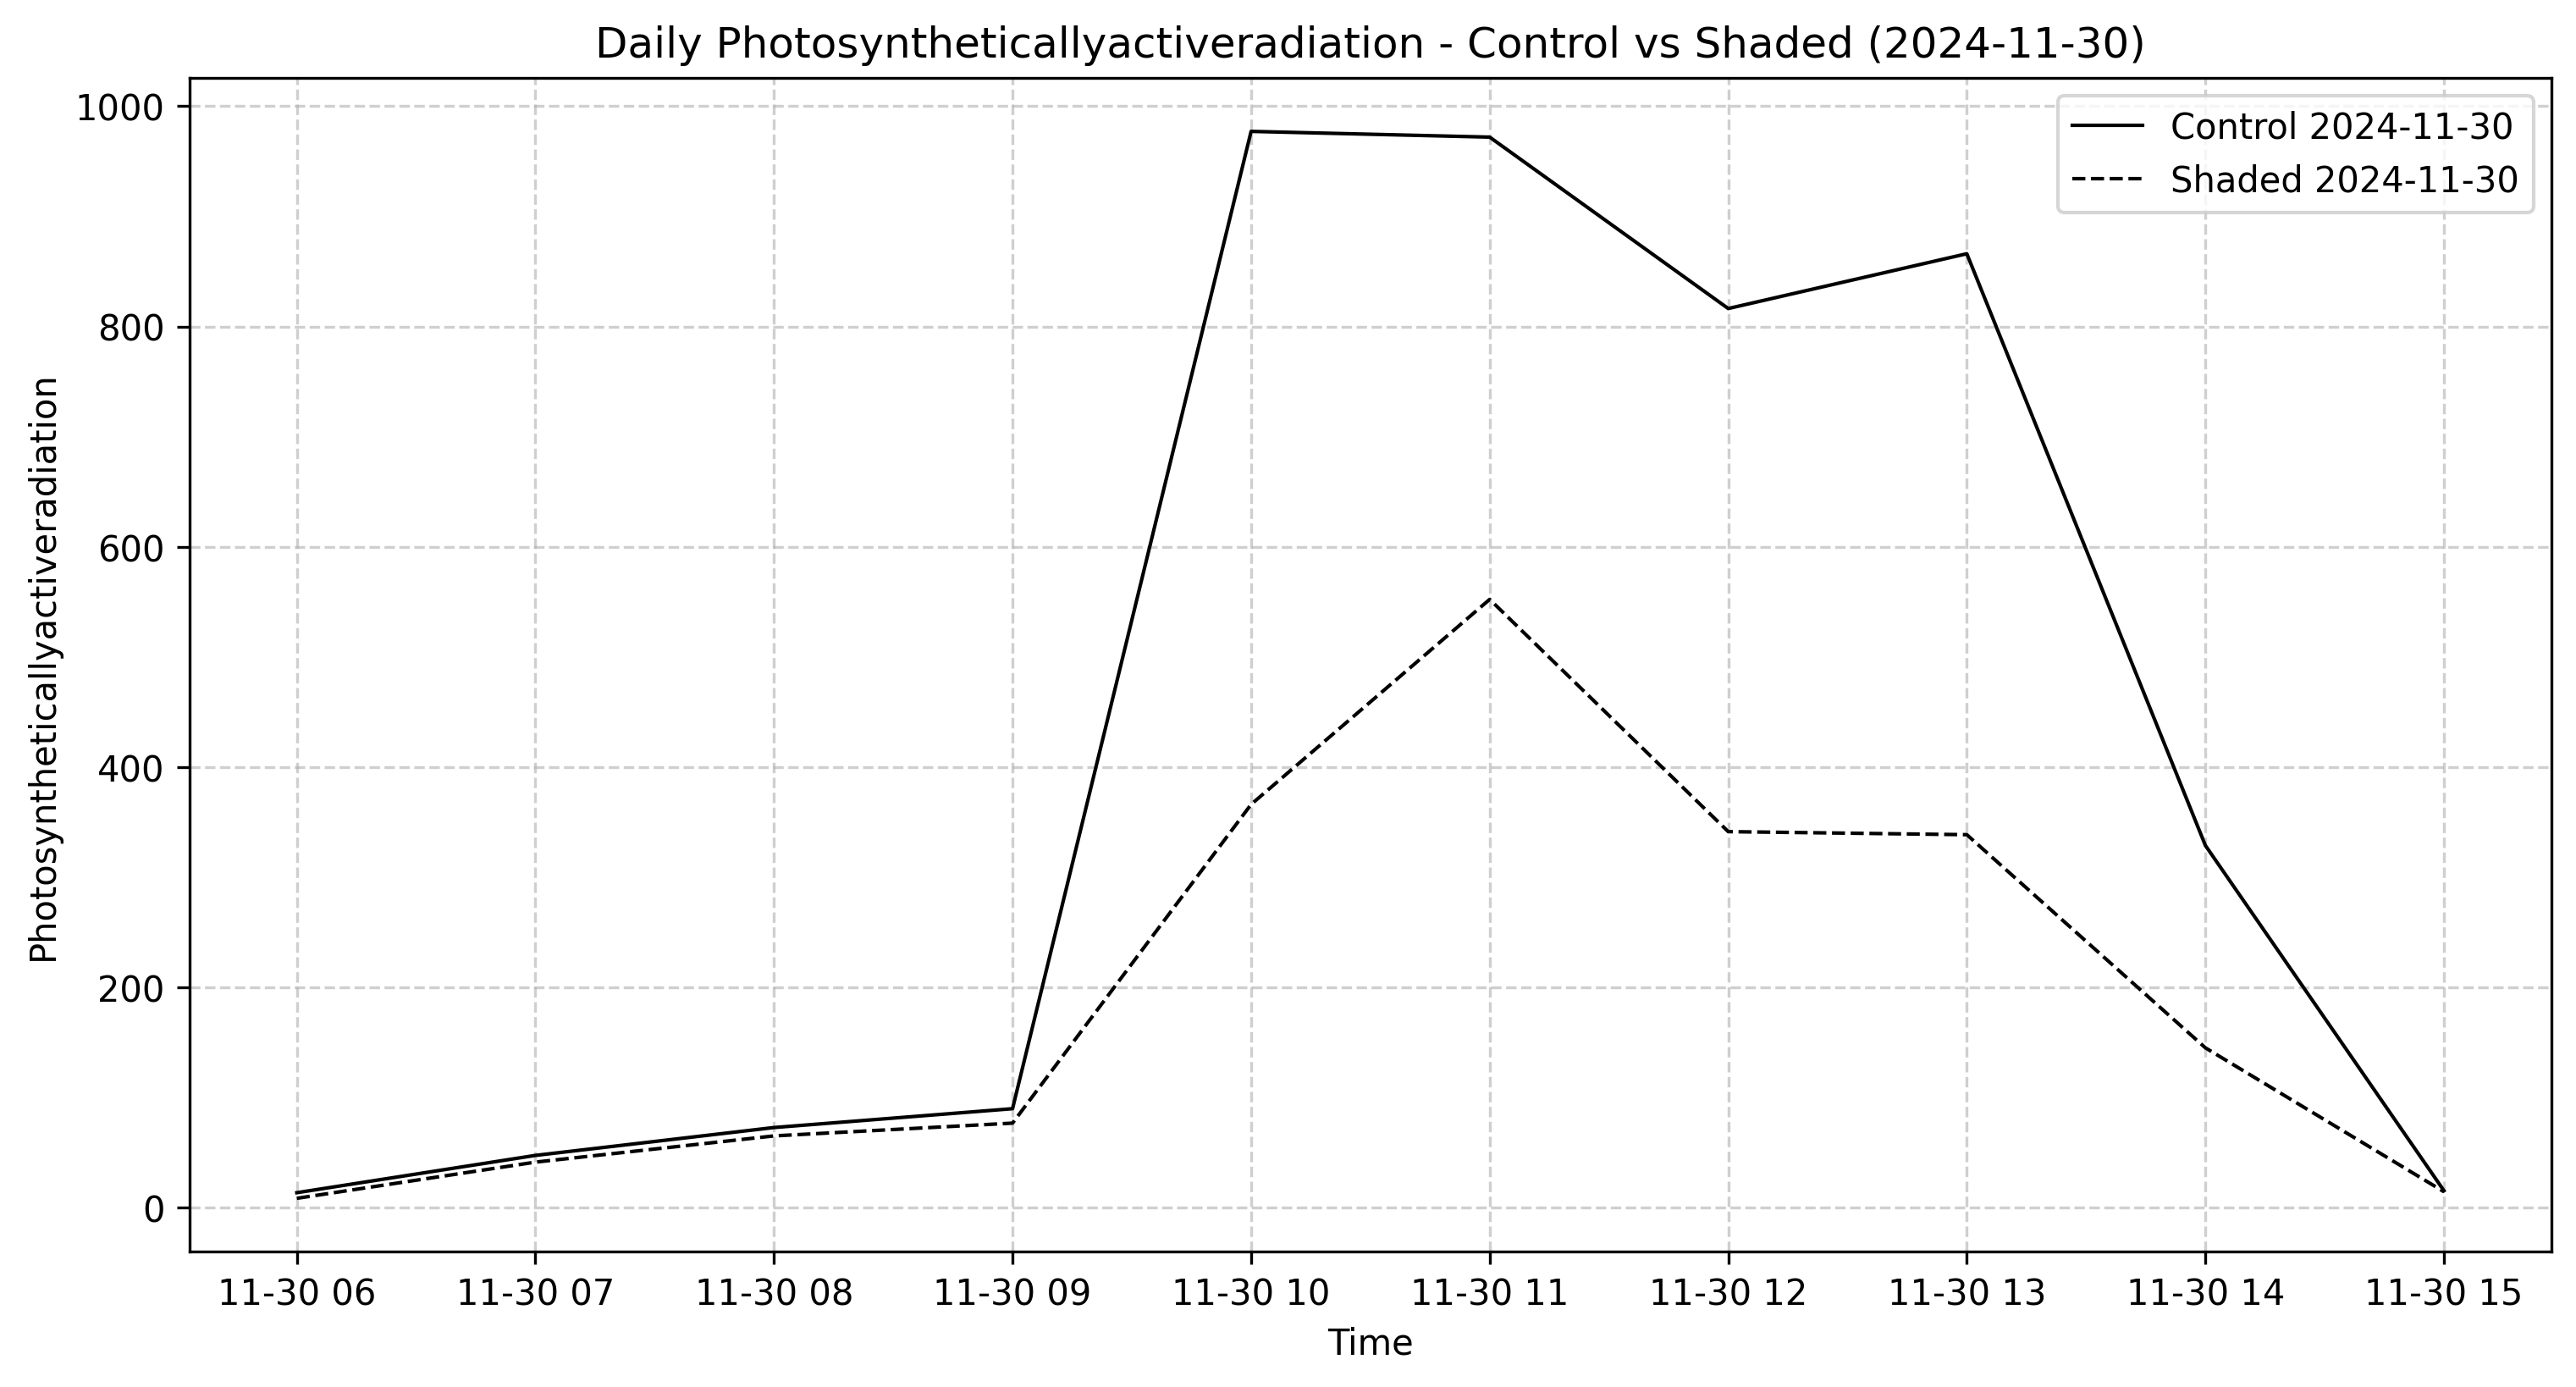 Daily Photosyntheticallyactiveradiation - Control vs Shaded (2024-11-30)
Control 2024-11-30
Shaded 2024-11-30
Photosyntheticallyactiveradiation
1000
800
600
400
200
0
11-30 06 11-30 07 11-30 08 11-30 09 11-30 10 11-30 11 11-30 12 11-30 13 11-30 14 11-30 15
Time